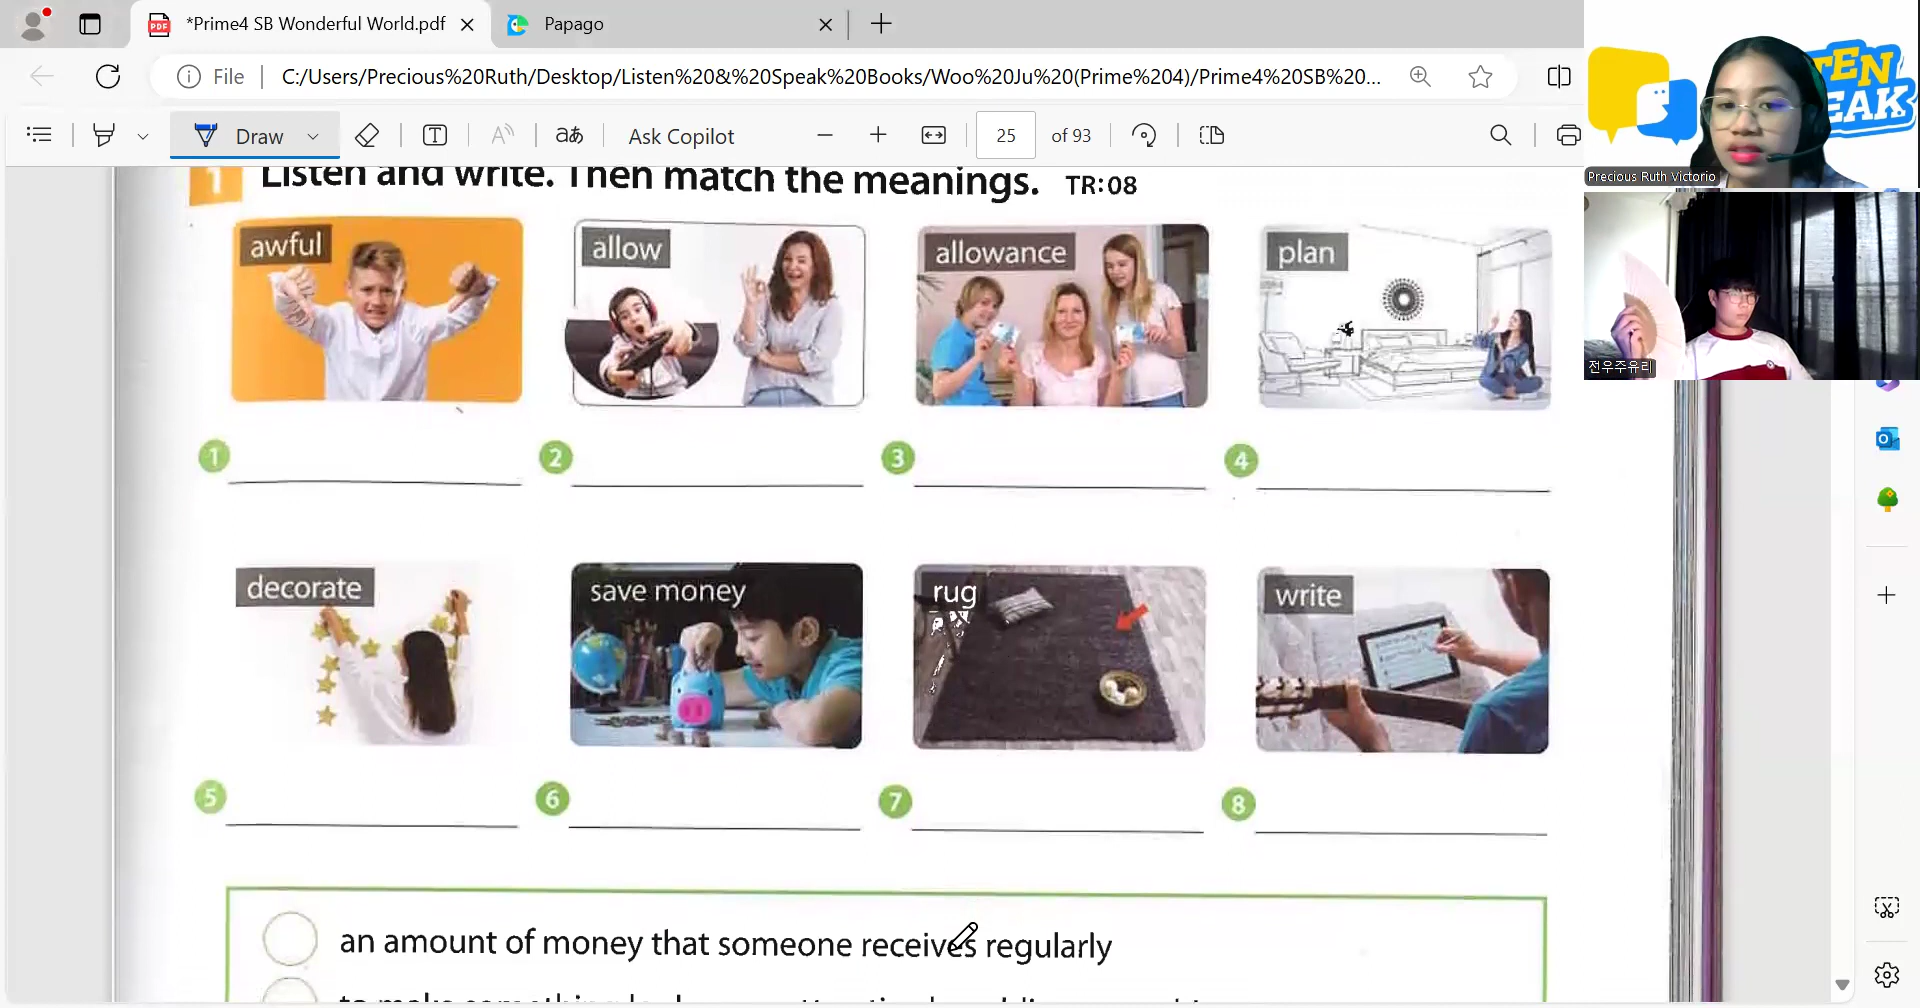 *Prime4 SB Wonderful World.pdf
Papago
File
C:/Users/Precious%20Ruth/Desktop/Listen%20&%20Speak%20Books/Woo%20Ju%20(Prime%204)/Prime4%20SB%20...
Draw
Ask Copilot
25
of 93
Precious Ruth Victorio
전우주유리
1 Listen and write. Then match the meanings. TR:08
awful
allow
allowance
plan
1
2
3
4
decorate
save money
rug
write
5
6
7
8
an amount of money that someone receives regularly